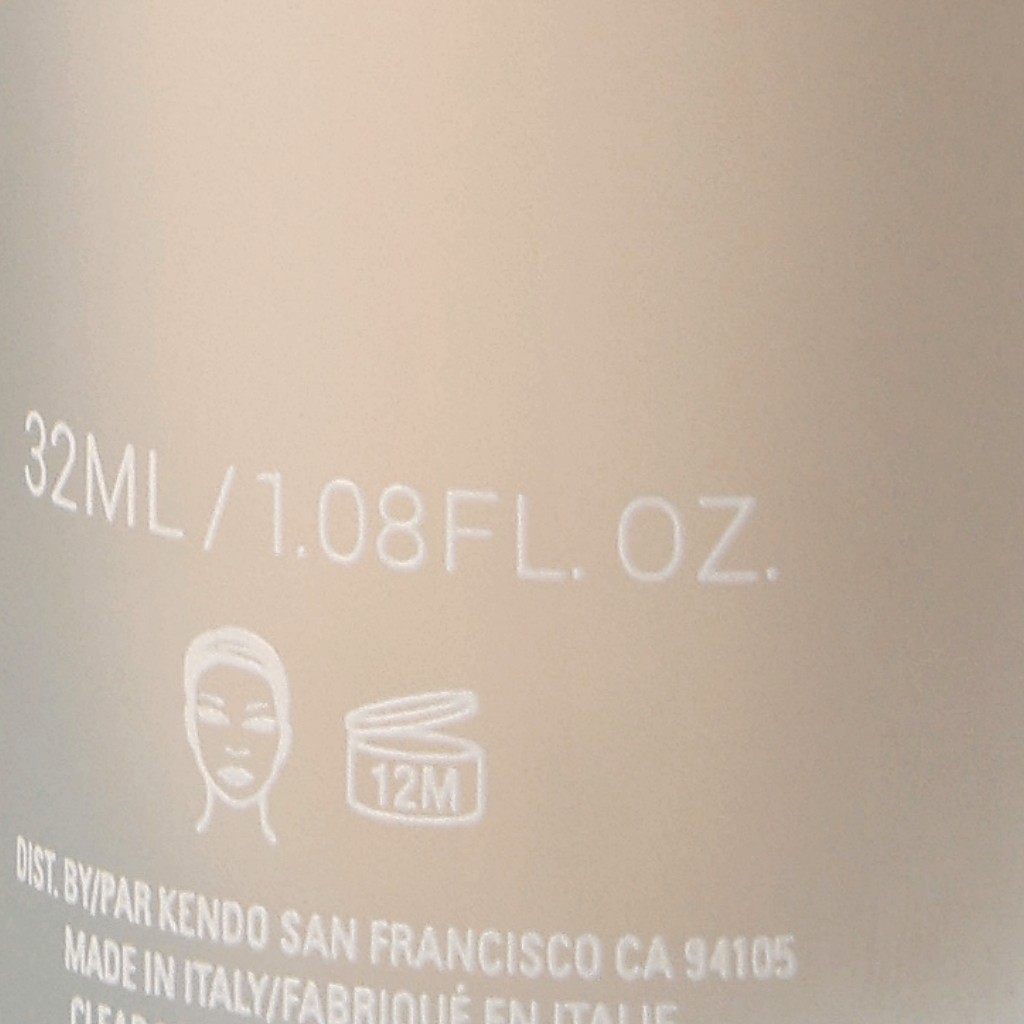 32ML / 1.08FL. OZ.
12M
DIST. BY/PAR KENDO SAN FRANCISCO CA 94105
MADE IN ITALY/FABRIQUÉ EN ITALIE